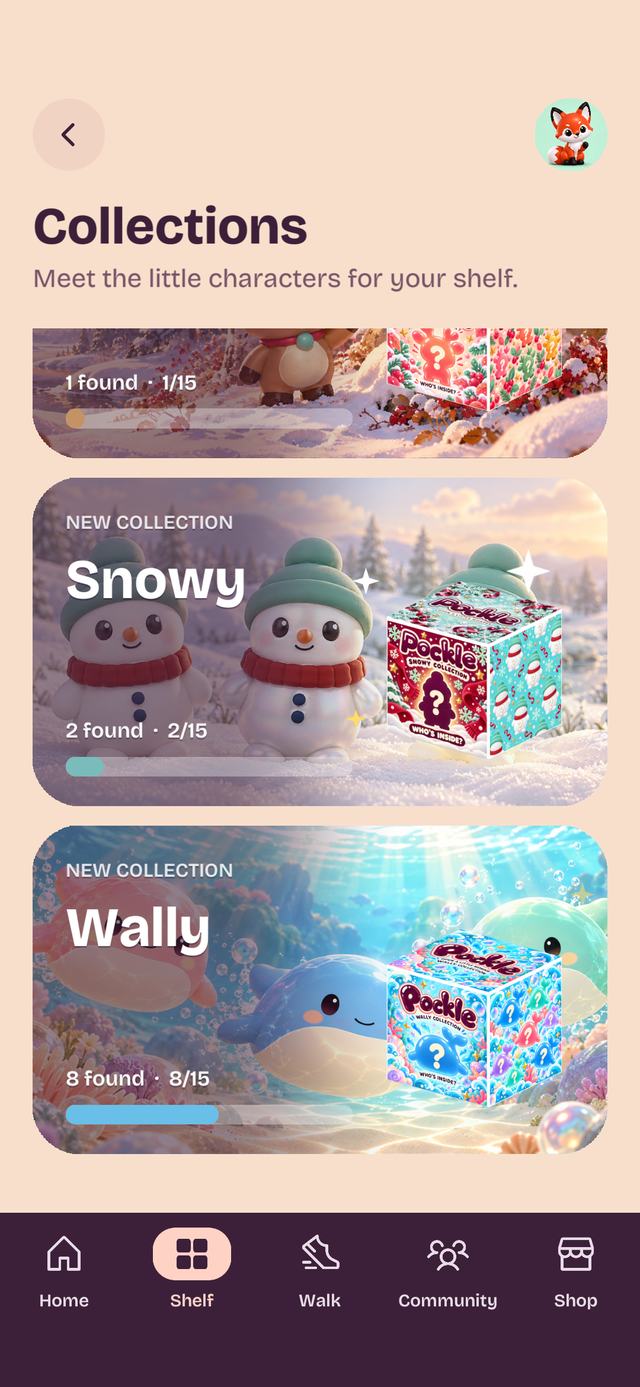 Collections
Meet the little characters for your shelf.
1 found · 1/15
?
WHO'S INSIDE?
NEW COLLECTION
Snowy
Pockle
Pockle
SNOWY COLLECTION
?
WHO'S INSIDE?
2 found · 2/15
NEW COLLECTION
Wally
Pockle
Pockle
WALLY COLLECTION
?
WHO'S INSIDE?
8 found · 8/15
Home
Shelf
Walk
Community
Shop